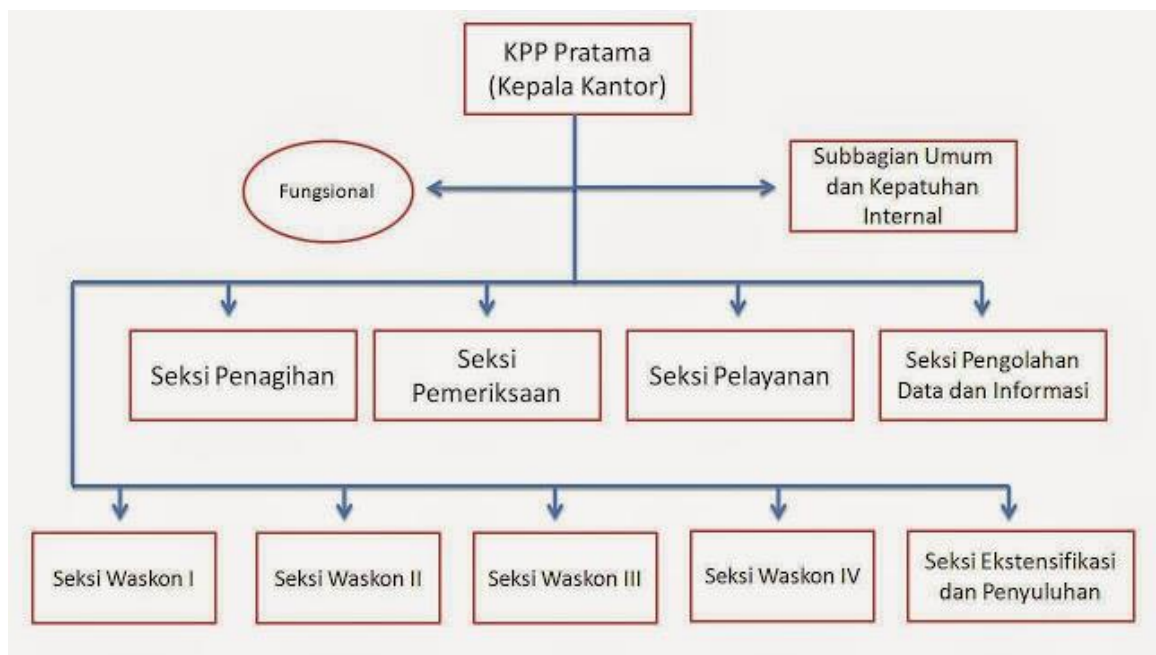 KPP Pratama
(Kepala Kantor)
Fungsional
Subbagian Umum
dan Kepatuhan
Internal
Seksi Penagihan
Seksi
Pemeriksaan
Seksi Pelayanan
Seksi Pengolahan
Data dan Informasi
Seksi Waskon I
Seksi Waskon II
Seksi Waskon III
Seksi Waskon IV
Seksi Ekstensifikasi
dan Penyuluhan